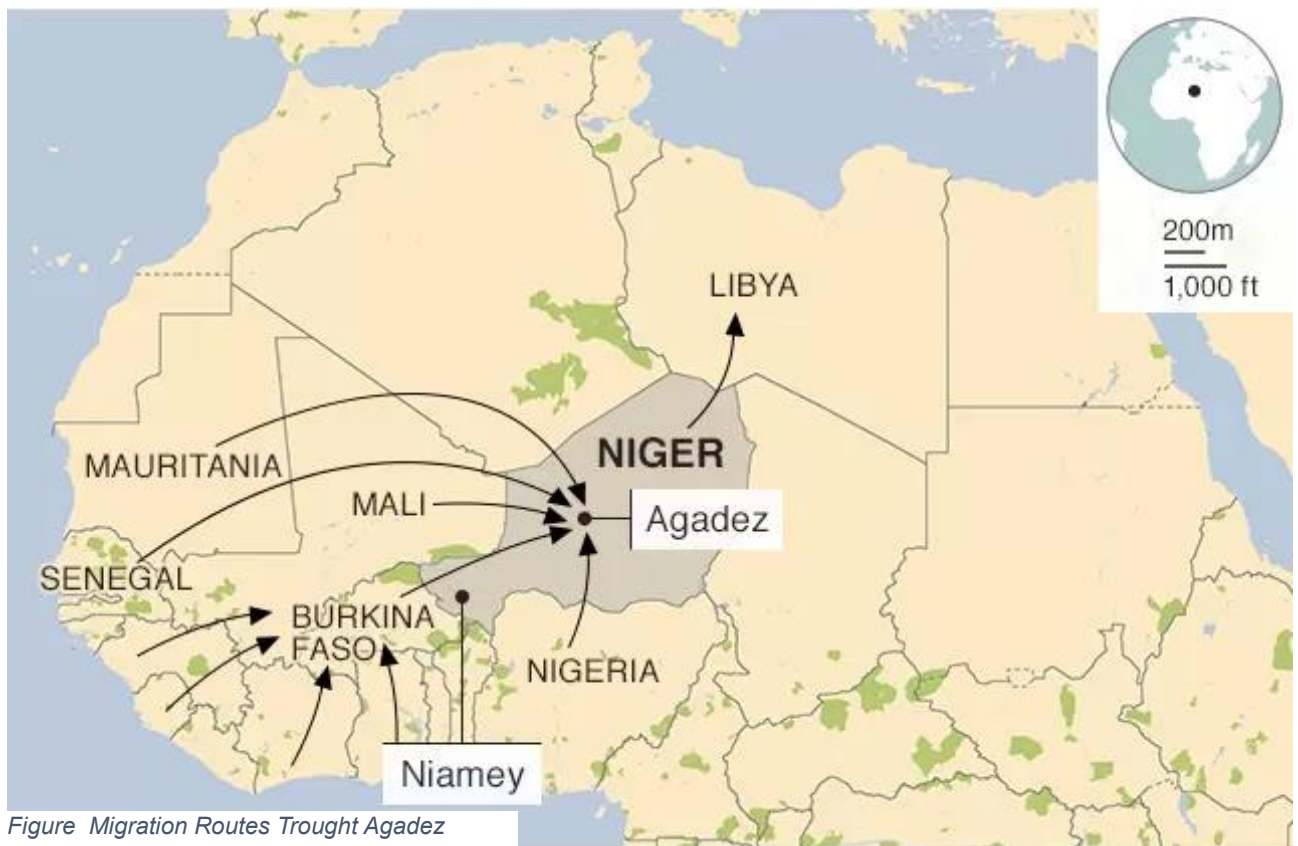 200m
1,000 ft
LIBYA
NIGER
MAURITANIA
MALI
Agadez
SENEGAL
BURKINA
FASO
NIGERIA
Niamey
Figure Migration Routes Trought Agadez